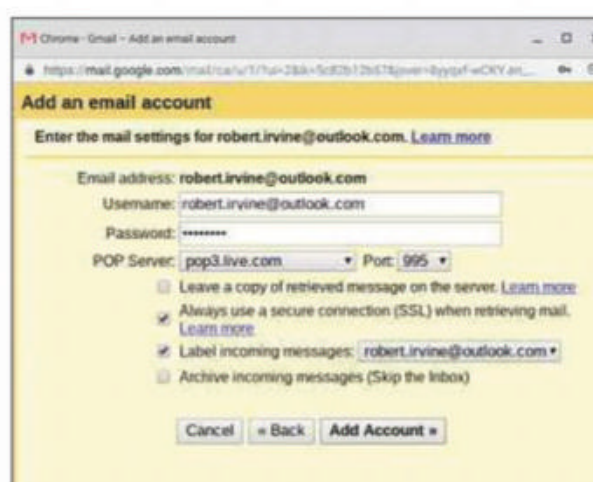 Chrome - Gmail – Add an email account
https://mail.google.com
Add an email account
Enter the mail settings for robert.irvine@outlook.com. Learn more
Email address: robert.irvine@outlook.com
Username: robert.irvine@outlook.com
Password: ••••••••
POP Server: pop3.live.com Port: 995
Leave a copy of retrieved message on the server. Learn more
Always use a secure connection (SSL) when retrieving mail.
Learn more
Label incoming messages: robert.irvine@outlook.com
Archive incoming messages (Skip the Inbox)
Cancel « Back Add Account »